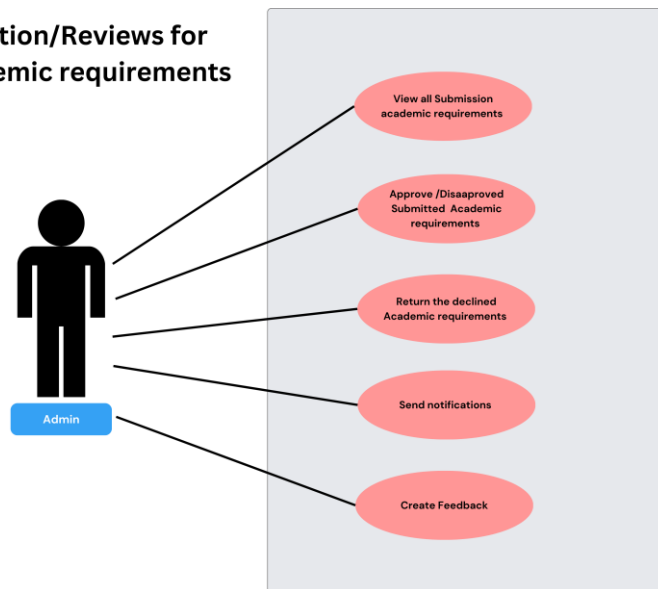 tion/Reviews for
emic requirements
View all Submission
academic requirements
Approve /Disaaproved
Submitted Academic
requirements
Return the declined
Academic requirements
Send notifications
Create Feedback
Admin